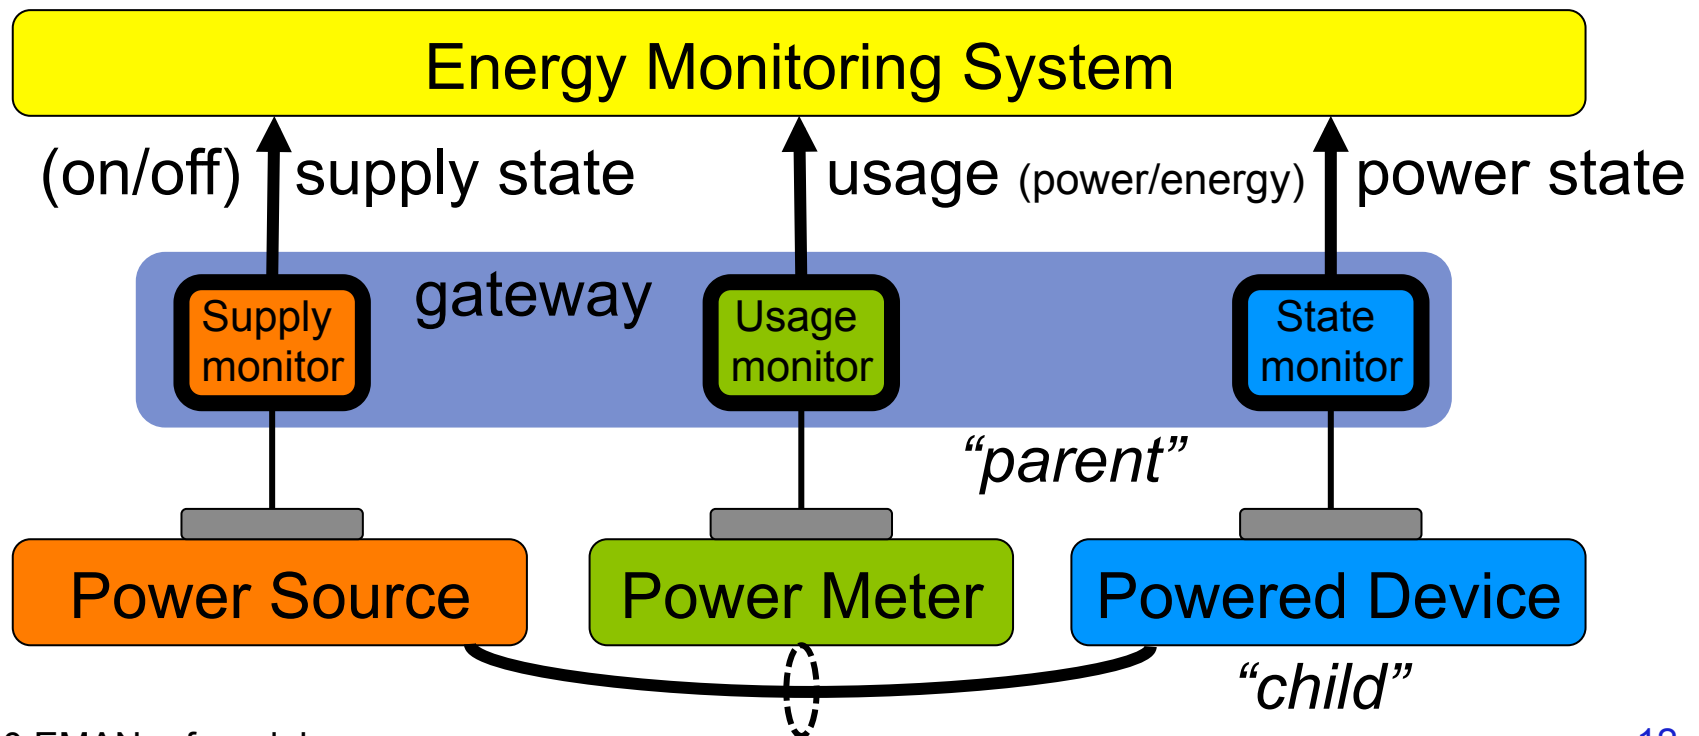 Energy Monitoring System
(on/off) supply state usage (power/energy) power state
gateway
Supply
monitor
Usage
monitor
State
monitor
“parent”
Power Source Power Meter Powered Device
“child”